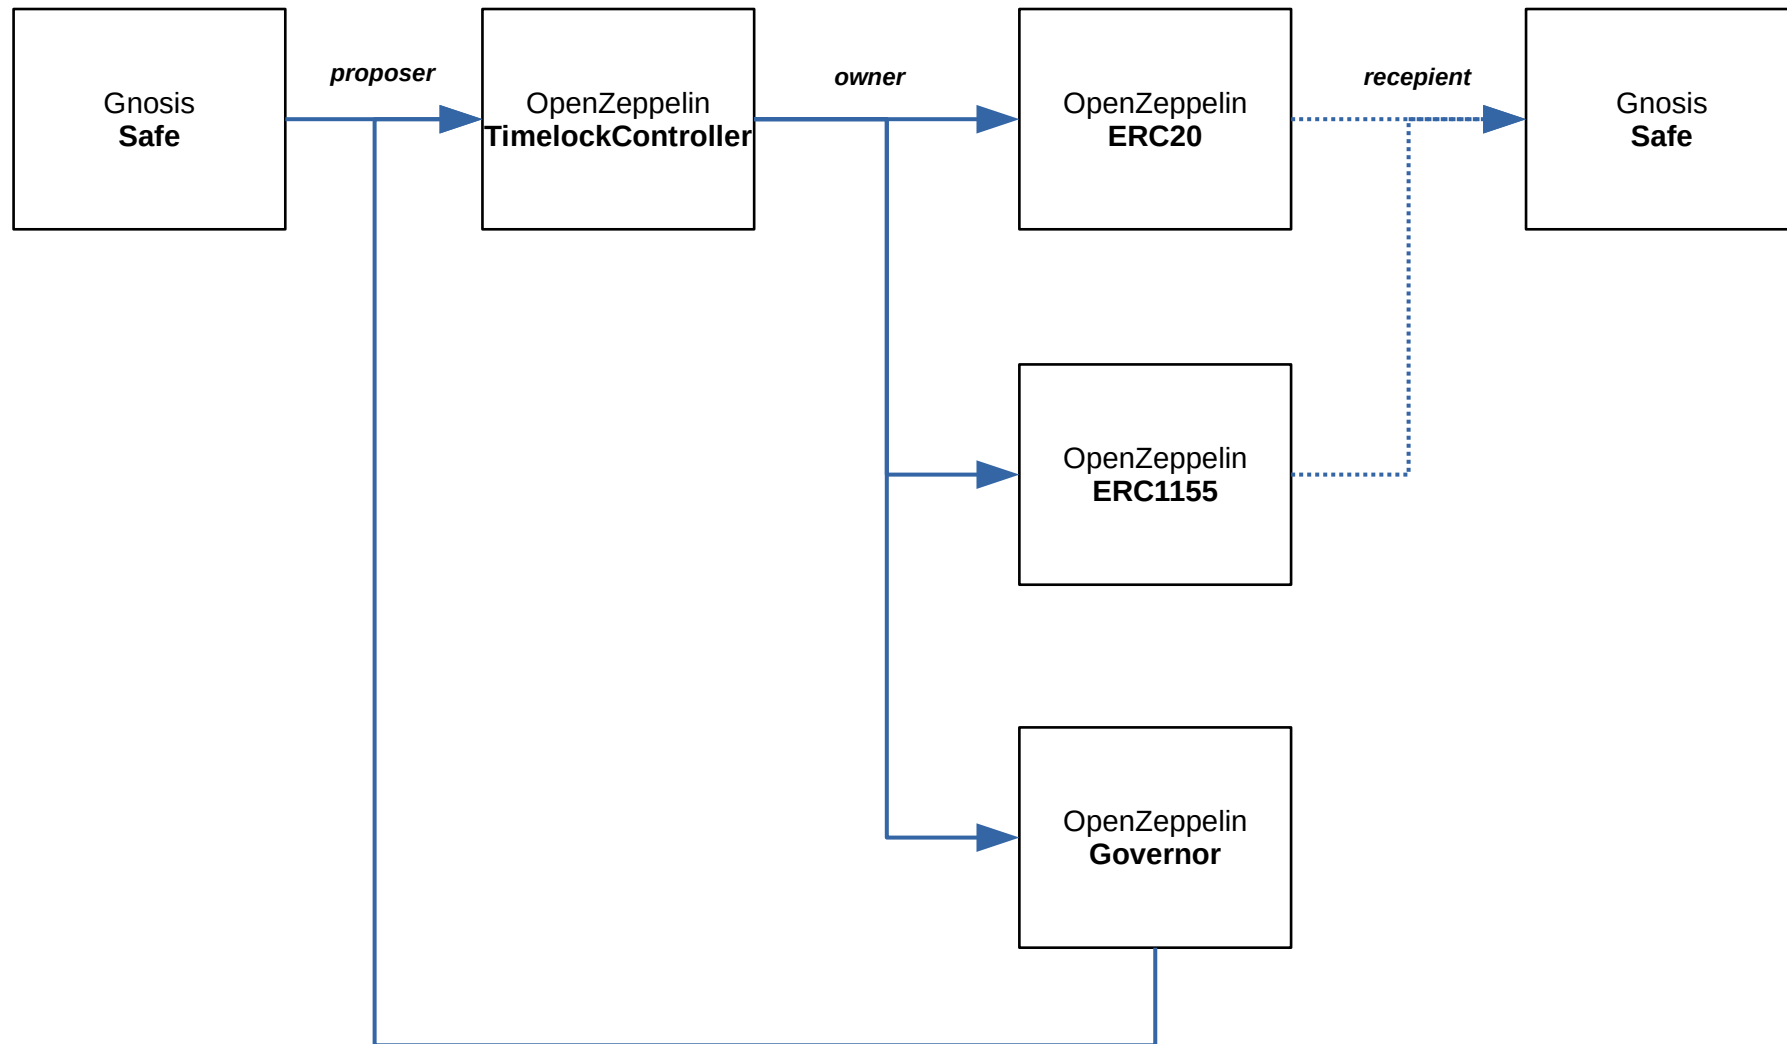 proposer
owner
recepient
Gnosis
Safe
OpenZeppelin
TimelockController
OpenZeppelin
ERC20
Gnosis
Safe
OpenZeppelin
ERC1155
OpenZeppelin
Governor